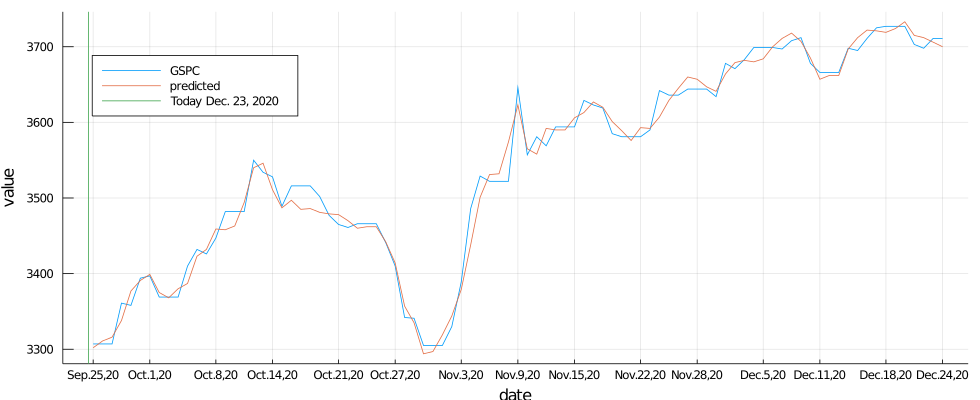 value
3700
3600
3500
3400
3300
GSPC
predicted
Today Dec. 23, 2020
Sep.25,20 Oct.1,20 Oct.8,20 Oct.14,20 Oct.21,20 Oct.27,20 Nov.3,20 Nov.9,20 Nov.15,20 Nov.22,20 Nov.28,20 Dec.5,20 Dec.11,20 Dec.18,20 Dec.24,20
date